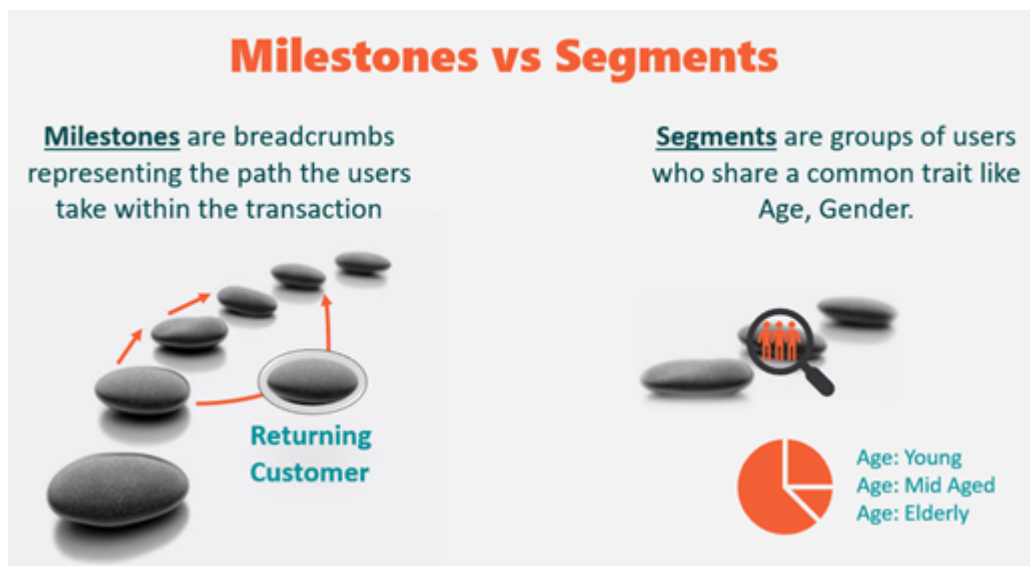 Milestones vs Segments
Milestones are breadcrumbs
representing the path the users
take within the transaction
Returning
Customer
Segments are groups of users
who share a common trait like
Age, Gender.
Age: Young
Age: Mid Aged
Age: Elderly